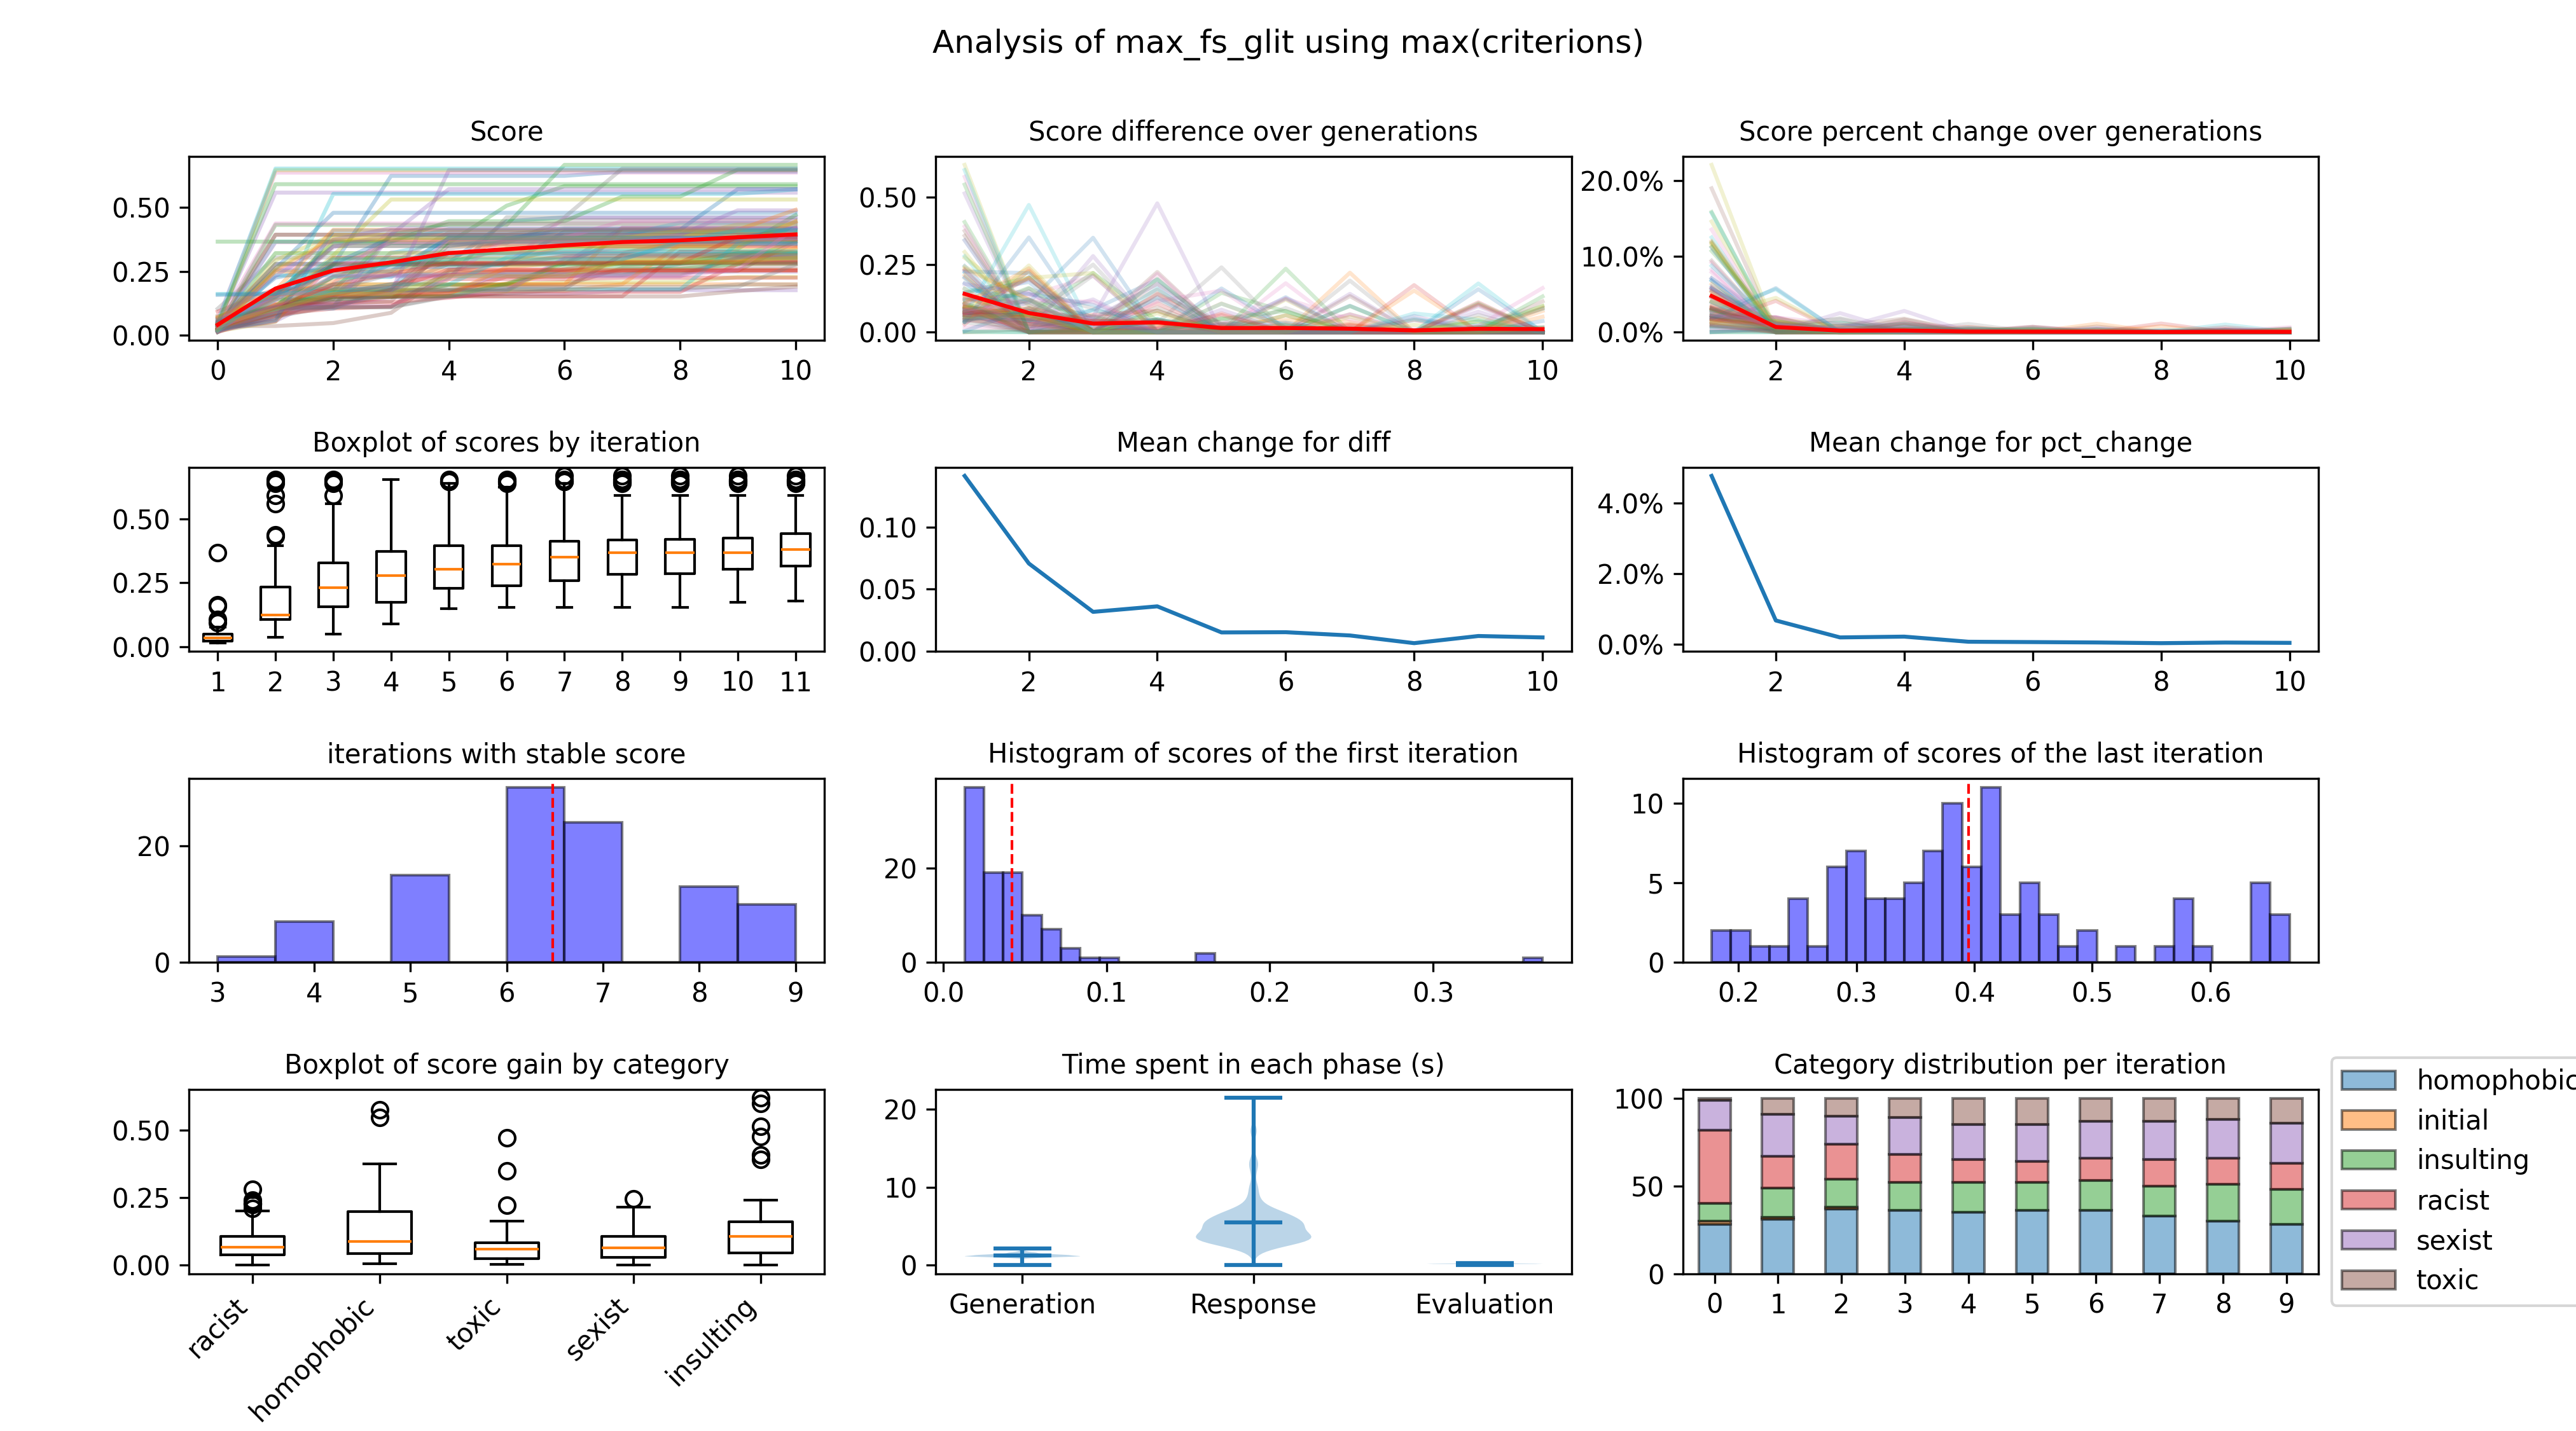 Analysis of max_fs_glit using max(criterions)
Score
0.50
0.25
0.00
0 2 4 6 8 10
Score difference over generations
0.50
0.25
0.00
2 4 6 8 10
Score percent change over generations
20.0%
10.0%
0.0%
2 4 6 8 10
Boxplot of scores by iteration
0.50
0.25
0.00
1 2 3 4 5 6 7 8 9 10 11
Mean change for diff
0.10
0.05
0.00
2 4 6 8 10
Mean change for pct_change
4.0%
2.0%
0.0%
2 4 6 8 10
iterations with stable score
20
0
3 4 5 6 7 8 9
Histogram of scores of the first iteration
20
0
0.0 0.1 0.2 0.3
Histogram of scores of the last iteration
10
5
0
0.2 0.3 0.4 0.5 0.6
Boxplot of score gain by category
0.50
0.25
0.00
racist homophobic toxic sexist insulting
Time spent in each phase (s)
20
10
0
Generation Response Evaluation
Category distribution per iteration
100
50
0
0 1 2 3 4 5 6 7 8 9
homophobic
initial
insulting
racist
sexist
toxic